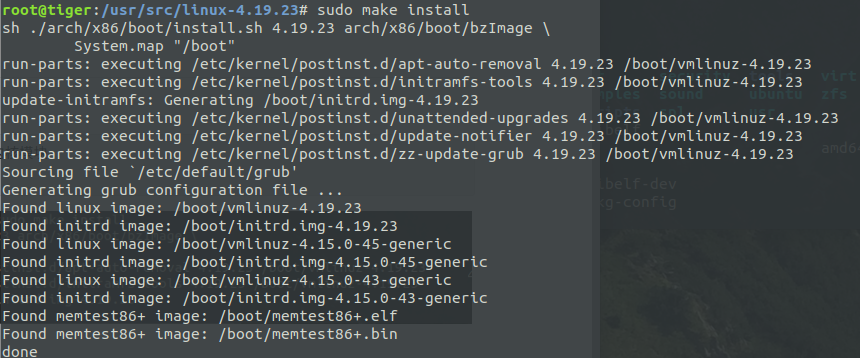 root@tiger:/usr/src/linux-4.19.23# sudo make install
sh ./arch/x86/boot/install.sh 4.19.23 arch/x86/boot/bzImage \
        System.map "/boot"
run-parts: executing /etc/kernel/postinst.d/apt-auto-removal 4.19.23 /boot/vmlinuz-4.19.23
run-parts: executing /etc/kernel/postinst.d/initramfs-tools 4.19.23 /boot/vmlinuz-4.19.23
update-initramfs: Generating /boot/initrd.img-4.19.23
run-parts: executing /etc/kernel/postinst.d/unattended-upgrades 4.19.23 /boot/vmlinuz-4.19.23
run-parts: executing /etc/kernel/postinst.d/update-notifier 4.19.23 /boot/vmlinuz-4.19.23
run-parts: executing /etc/kernel/postinst.d/zz-update-grub 4.19.23 /boot/vmlinuz-4.19.23
Sourcing file `/etc/default/grub'
Generating grub configuration file ...
Found linux image: /boot/vmlinuz-4.19.23
Found initrd image: /boot/initrd.img-4.19.23
Found linux image: /boot/vmlinuz-4.15.0-45-generic
Found initrd image: /boot/initrd.img-4.15.0-45-generic
Found linux image: /boot/vmlinuz-4.15.0-43-generic
Found initrd image: /boot/initrd.img-4.15.0-43-generic
Found memtest86+ image: /boot/memtest86+.elf
Found memtest86+ image: /boot/memtest86+.bin
done
virt
ples sound ubuntu zfs
amd6
lbelf-dev
kg-config